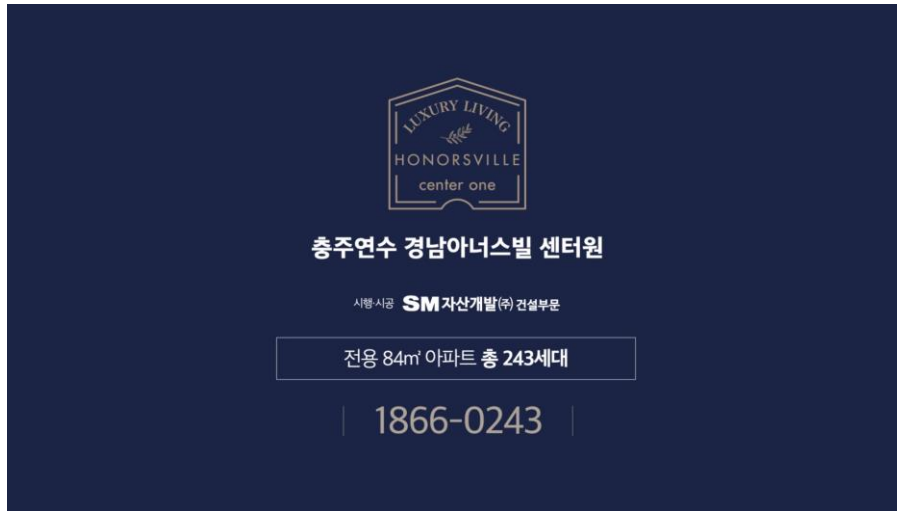 LUXURY LIVING
HONORSVILLE
center one
충주연수 경남아너스빌 센터원
시행·시공 SM자산개발(주)건설부문
전용 84㎡ 아파트 총 243세대
1866-0243